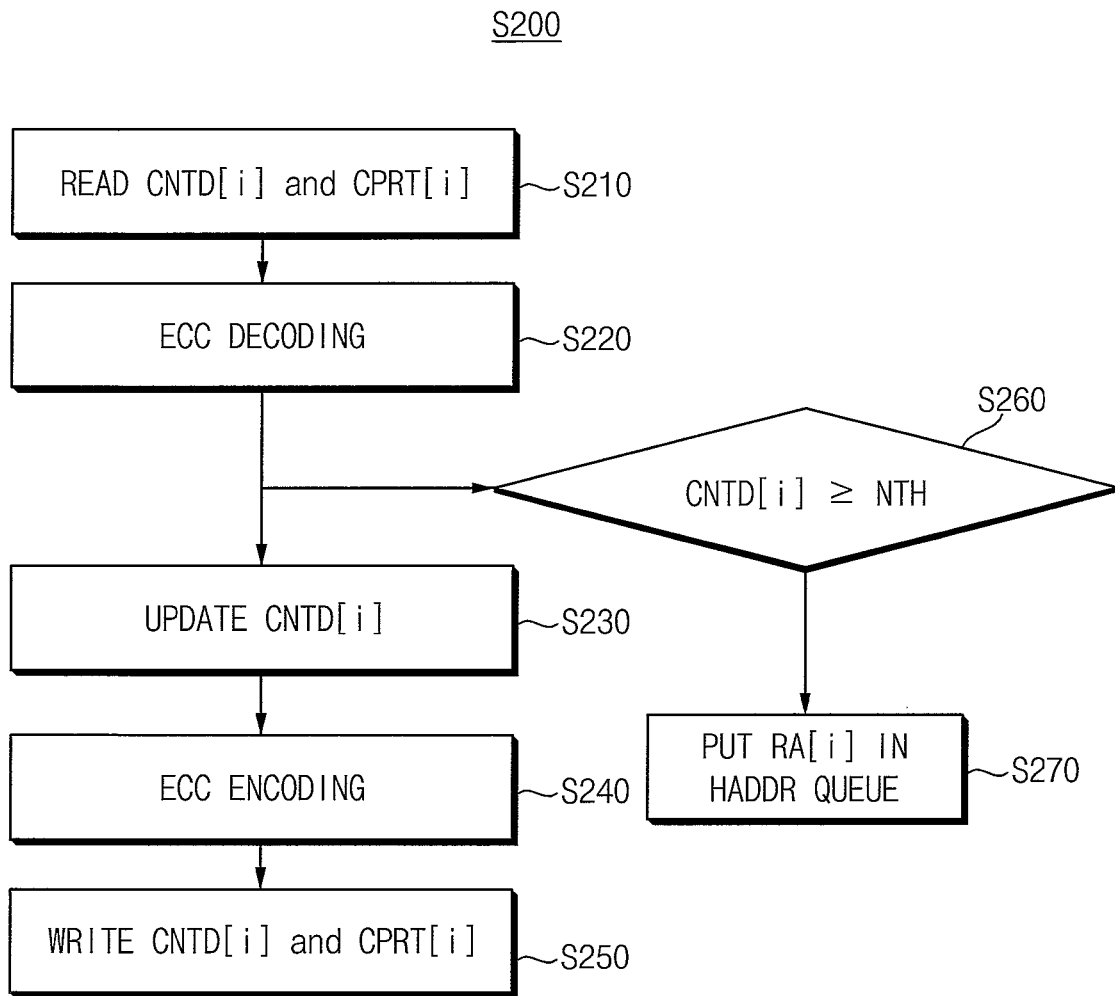 S200
READ CNTD[i] and CPRT[i]
S210
ECC DECODING
S220
S260
CNTD[i] ≥ NTH
UPDATE CNTD[i]
S230
PUT RA[i] IN
HADDR QUEUE
S270
ECC ENCODING
S240
WRITE CNTD[i] and CPRT[i]
S250